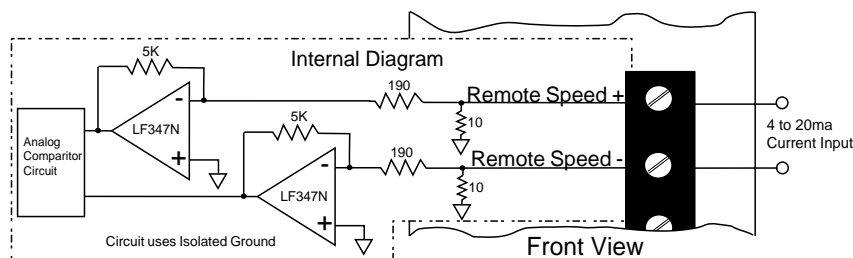 Internal Diagram
5K
190
Remote Speed +
-
LF347N
+
10
4 to 20ma
Current Input
Analog
Comparitor
Circuit
5K
190
Remote Speed -
-
LF347N
+
10
Circuit uses Isolated Ground
Front View